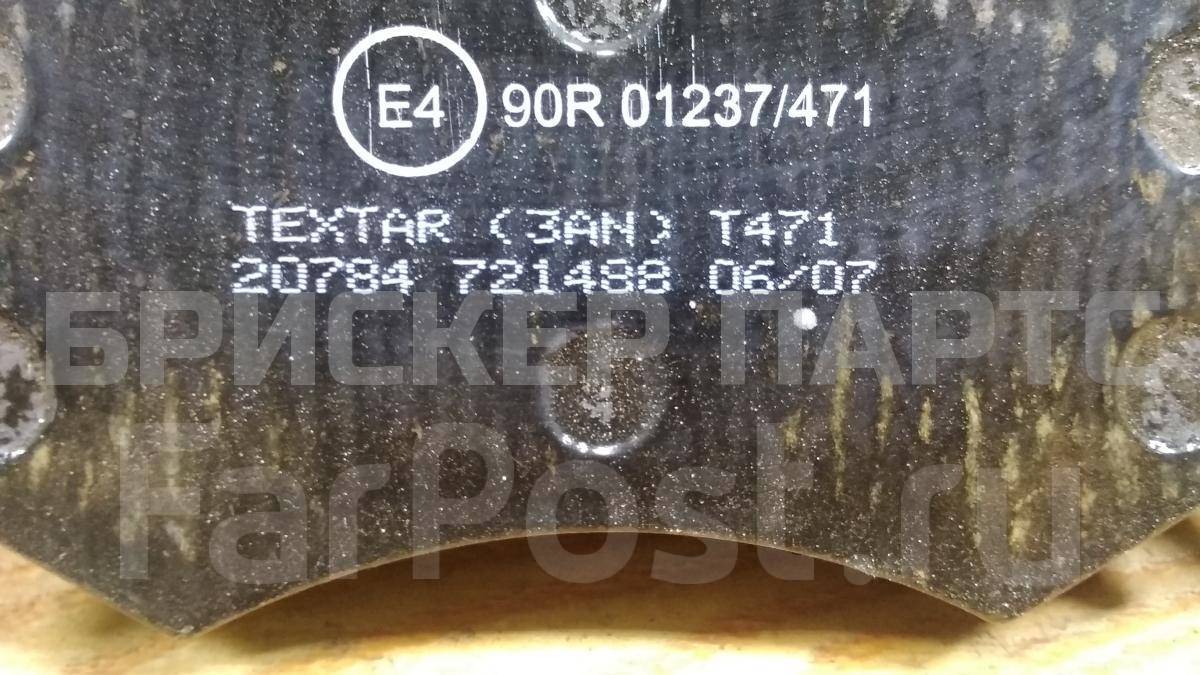 E4 90R 01237/471
TEXTAR (3AN) T471
20784 721488 06/07
БРИСКЕР ПАРТС
FarPost.ru